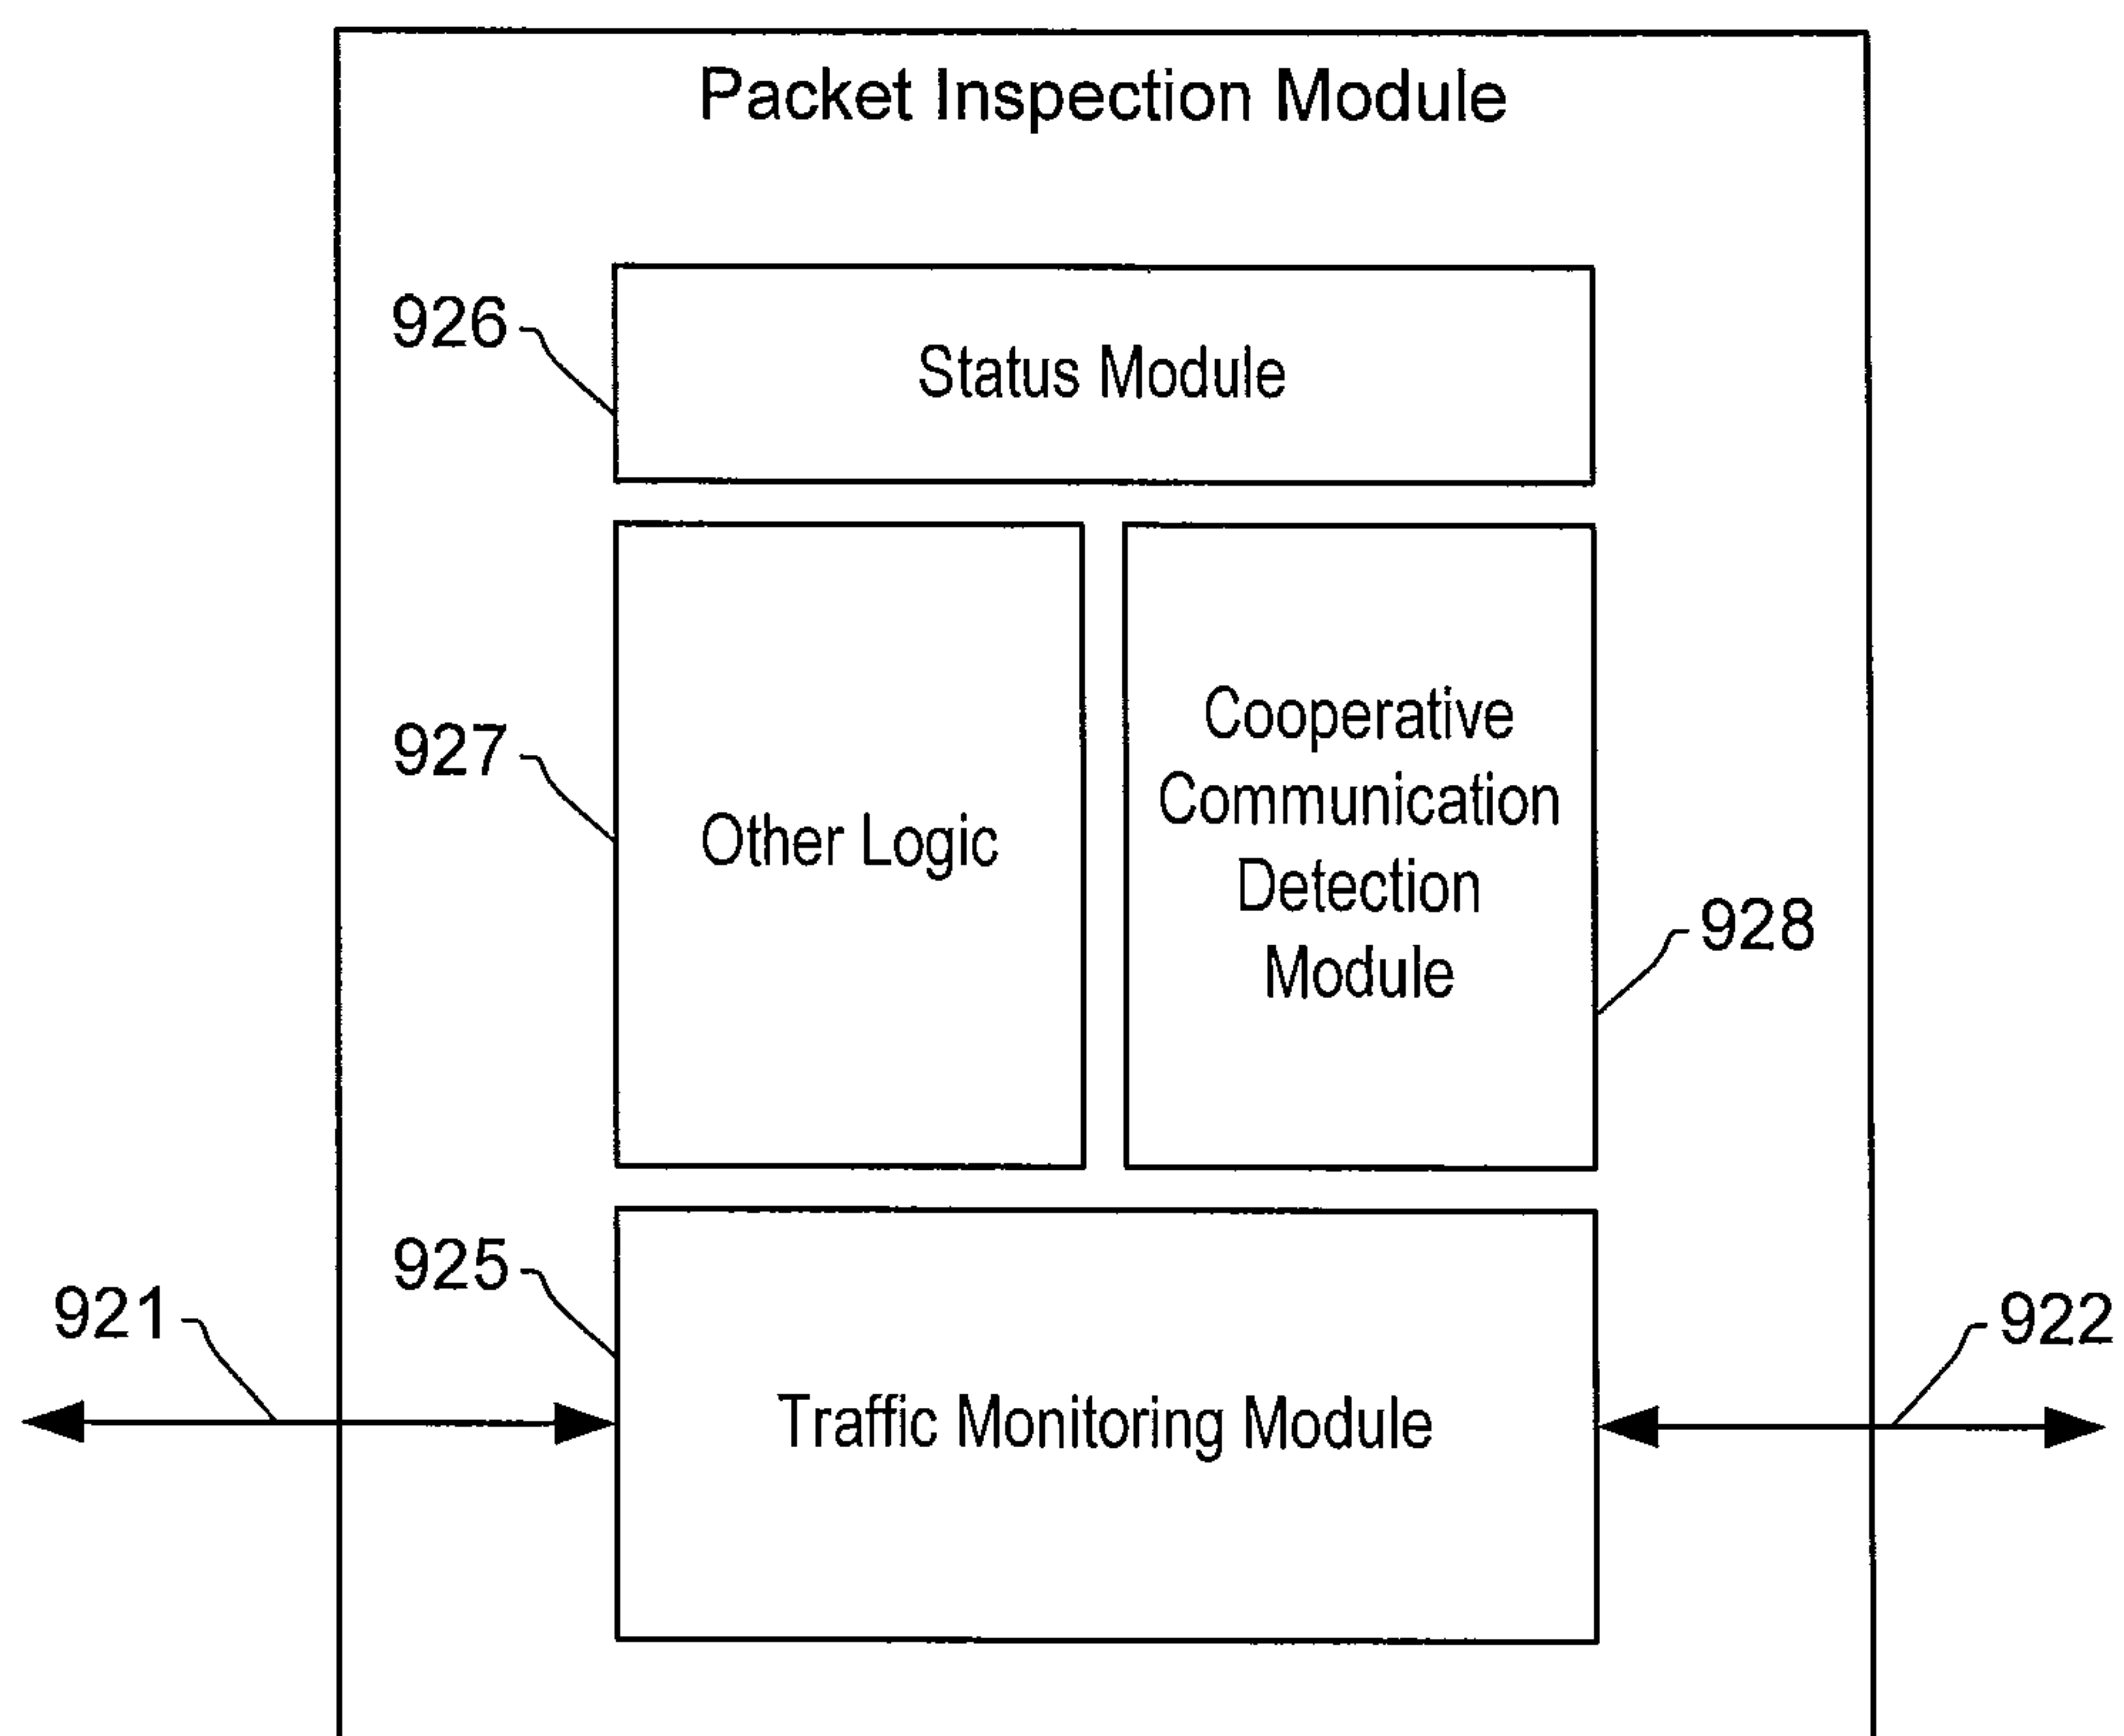 Packet Inspection Module
926
Status Module
927
Other Logic
Cooperative
Communication
Detection
Module
928
925
921
922
Traffic Monitoring Module